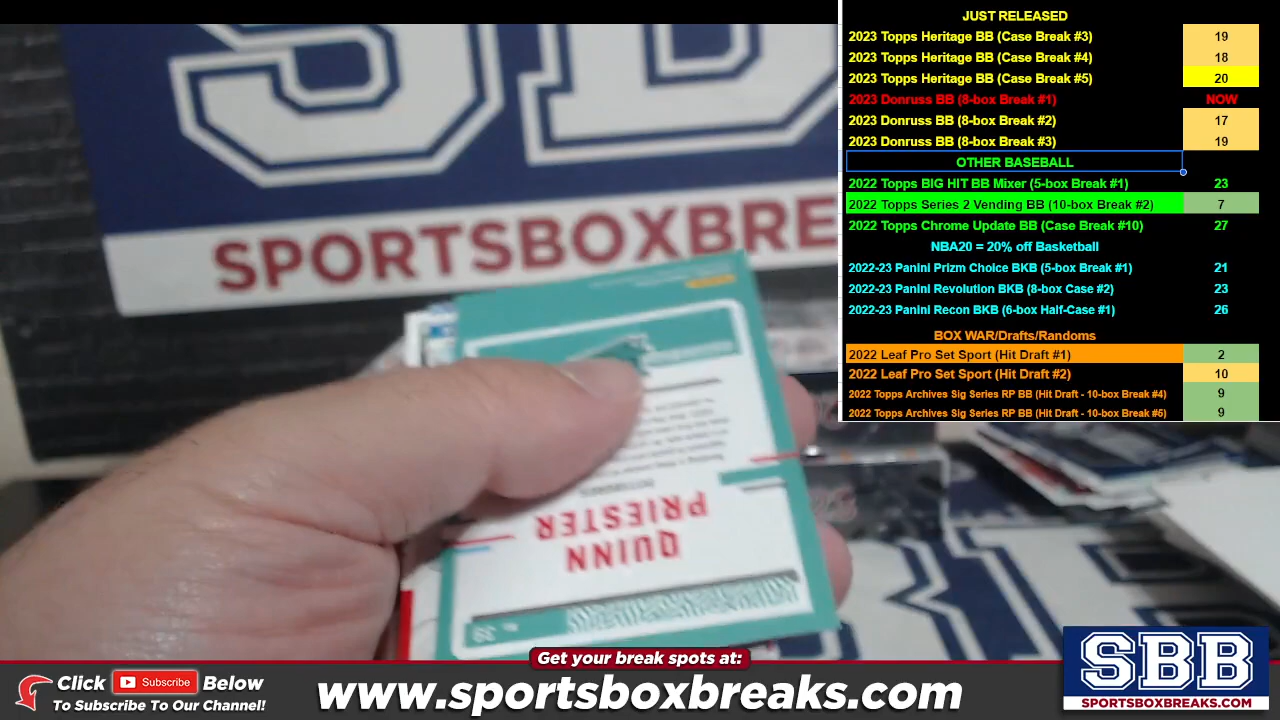 JUST RELEASED
2023 Topps Heritage BB (Case Break #3) 19
2023 Topps Heritage BB (Case Break #4) 18
2023 Topps Heritage BB (Case Break #5) 20
2023 Donruss BB (8-box Break #1) NOW
2023 Donruss BB (8-box Break #2) 17
2023 Donruss BB (8-box Break #3) 19
OTHER BASEBALL
2022 Topps BIG HIT BB Mixer (5-box Break #1) 23
2022 Topps Series 2 Vending BB (10-box Break #2) 7
2022 Topps Chrome Update BB (Case Break #10) 27
NBA20 = 20% off Basketball
2022-23 Panini Prizm Choice BKB (5-box Break #1) 21
2022-23 Panini Revolution BKB (8-box Case #2) 23
2022-23 Panini Recon BKB (6-box Half-Case #1) 26
BOX WAR/Drafts/Randoms
2022 Leaf Pro Set Sport (Hit Draft #1) 2
2022 Leaf Pro Set Sport (Hit Draft #2) 10
2022 Topps Archives Sig Series RP BB (Hit Draft - 10-box Break #4) 9
2022 Topps Archives Sig Series RP BB (Hit Draft - 10-box Break #5) 9
SB
SPORTSBOXBRE
QUINN
PRIESTER
Get your break spots at:
Click Subscribe Below
To Subscribe To Our Channel!
www.sportsboxbreaks.com
SBB
SPORTSBOXBREAKS.COM